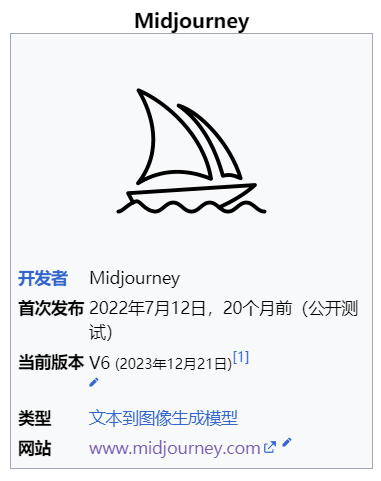 Midjourney
开发者 Midjourney
首次发布 2022年7月12日，20个月前（公开测
试）
当前版本 V6 (2023年12月21日)[1]
类型 文本到图像生成模型
网站 www.midjourney.com